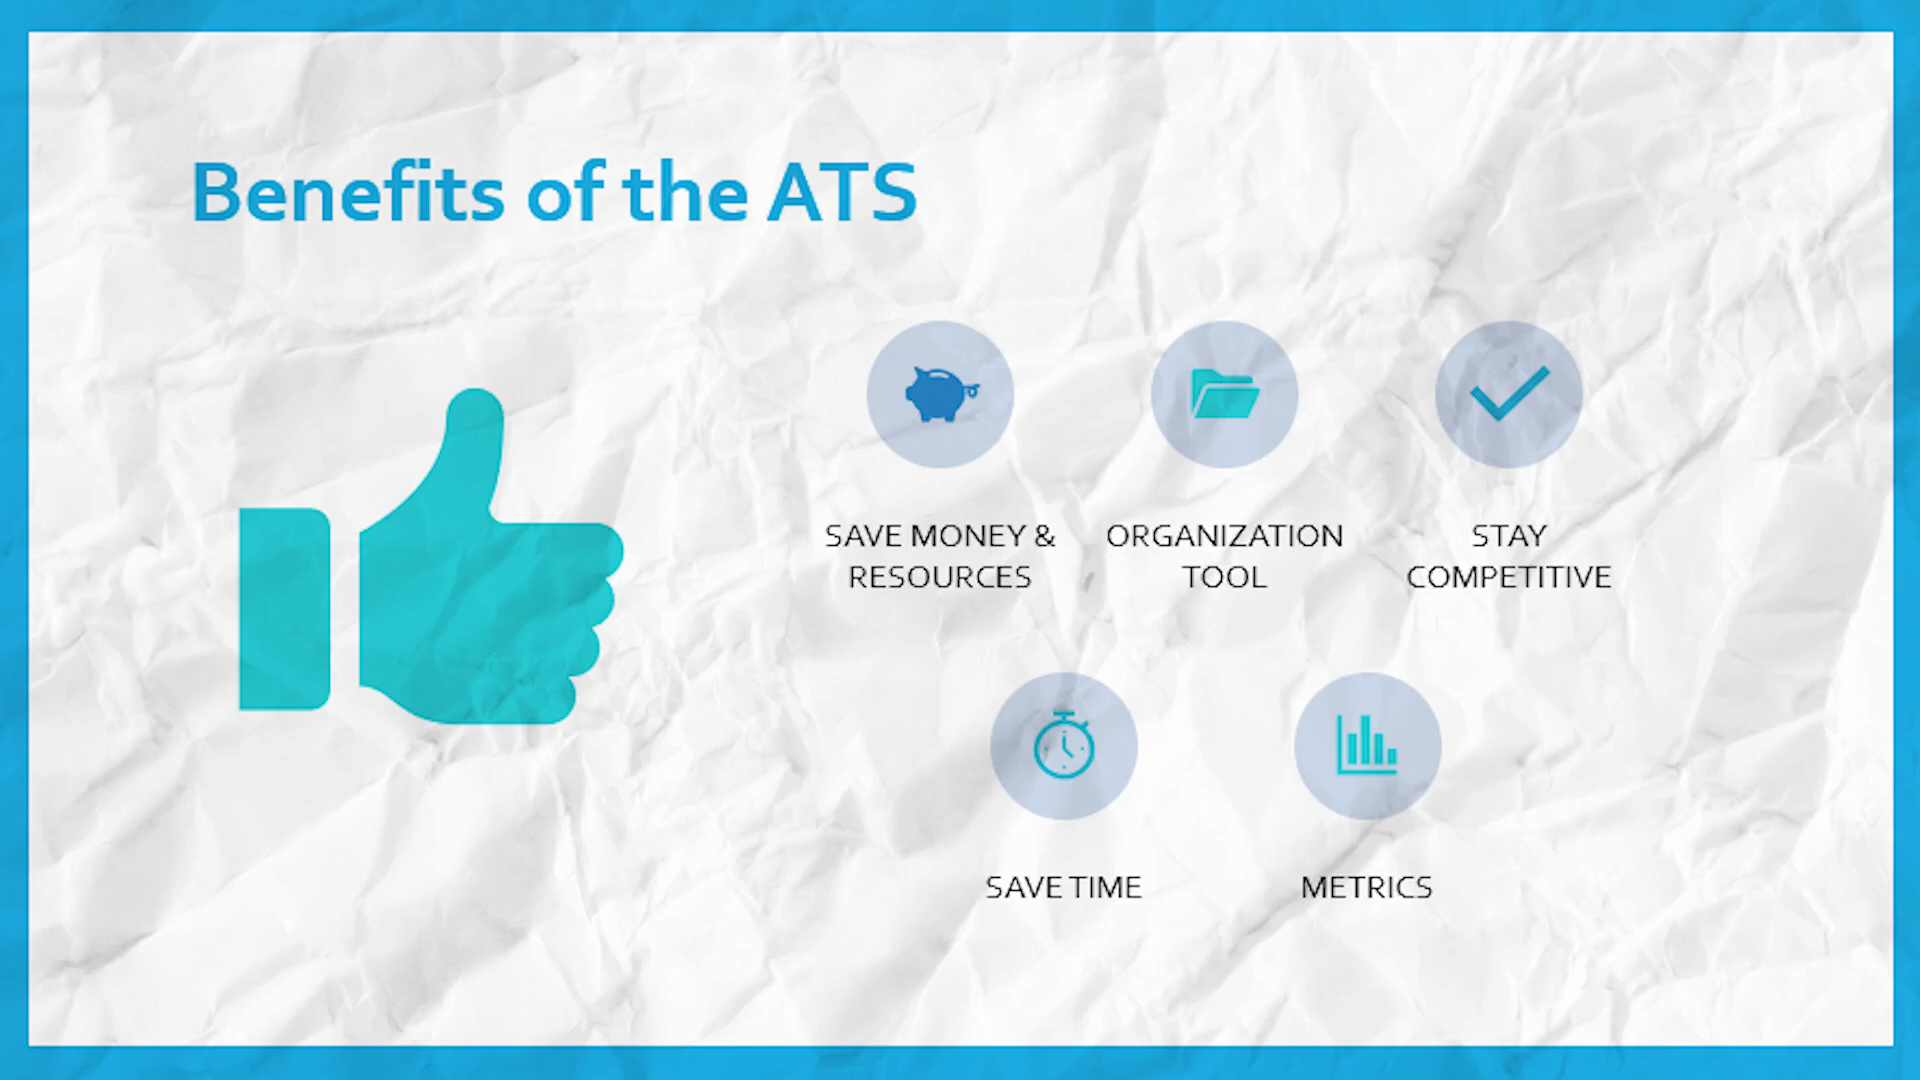 Benefits of the ATS
SAVE MONEY &
RESOURCES
ORGANIZATION
TOOL
STAY
COMPETITIVE
SAVE TIME
METRICS